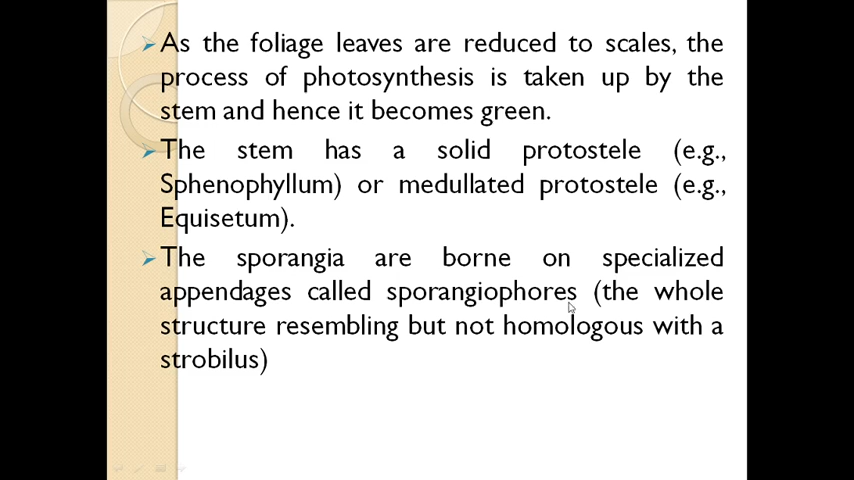 As the foliage leaves are reduced to scales, the
process of photosynthesis is taken up by the
stem and hence it becomes green.
The stem has a solid protostele (e.g.,
Sphenophyllum) or medullated protostele (e.g.,
Equisetum).
The sporangia are borne on specialized
appendages called sporangiophores (the whole
structure resembling but not homologous with a
strobilus)